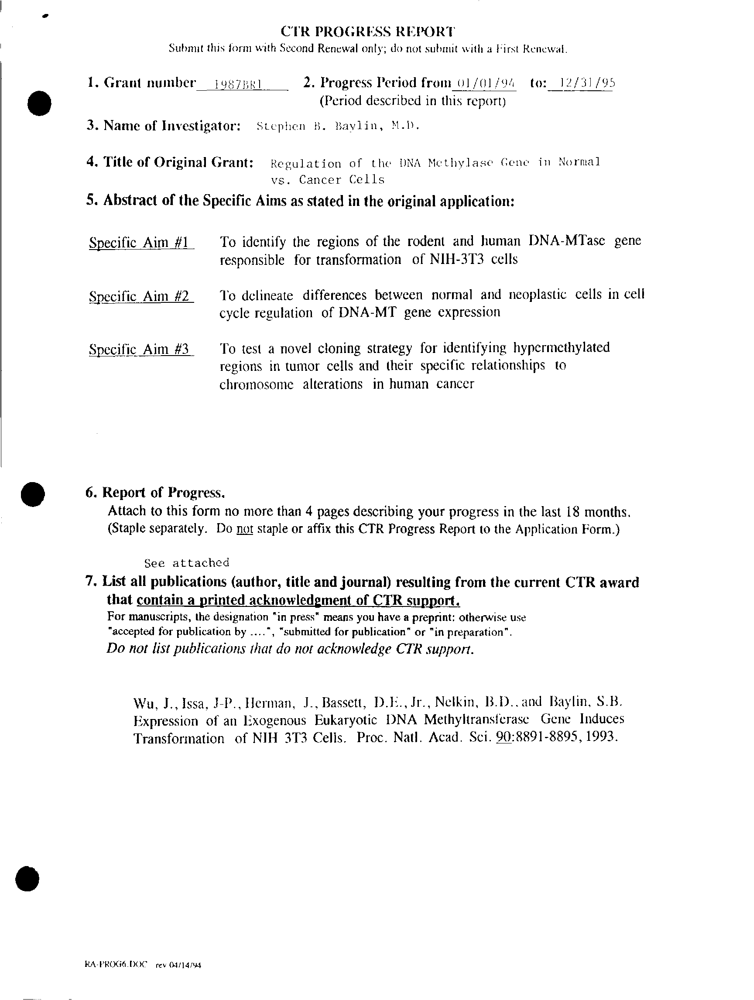 CTR PROGRESS REPORT
Submit this form with Second Renewal only; do not submit with a First Renewal.
1. Grant number 1987BR1 2. Progress Period from 01/01/94 to: 12/31/95
(Period described in this report)
3. Name of Investigator: Stephen B. Baylin, M.D.
4. Title of Original Grant: Regulation of the DNA Methylase Gene in Normal
vs. Cancer Cells
5. Abstract of the Specific Aims as stated in the original application:
Specific Aim #1 To identify the regions of the rodent and human DNA-MTase gene
responsible for transformation of NIH-3T3 cells
Specific Aim #2 To delineate differences between normal and neoplastic cells in cell
cycle regulation of DNA-MT gene expression
Specific Aim #3 To test a novel cloning strategy for identifying hypermethylated
regions in tumor cells and their specific relationships to
chromosome alterations in human cancer
6. Report of Progress.
Attach to this form no more than 4 pages describing your progress in the last 18 months.
(Staple separately. Do not staple or affix this CTR Progress Report to the Application Form.)
See attached
7. List all publications (author, title and journal) resulting from the current CTR award
that contain a printed acknowledgment of CTR support.
For manuscripts, the designation "in press" means you have a preprint: otherwise use
"accepted for publication by ....", "submitted for publication" or "in preparation".
Do not list publications that do not acknowledge CTR support.
Wu, J., Issa, J-P., Herman, J., Bassett, D.E., Jr., Nelkin, B.D., and Baylin, S.B.
Expression of an Exogenous Eukaryotic DNA Methyltransferase Gene Induces
Transformation of NIH 3T3 Cells. Proc. Natl. Acad. Sci. 90:8891-8895, 1993.
RA-PROG6.DOC rev 04/14/94